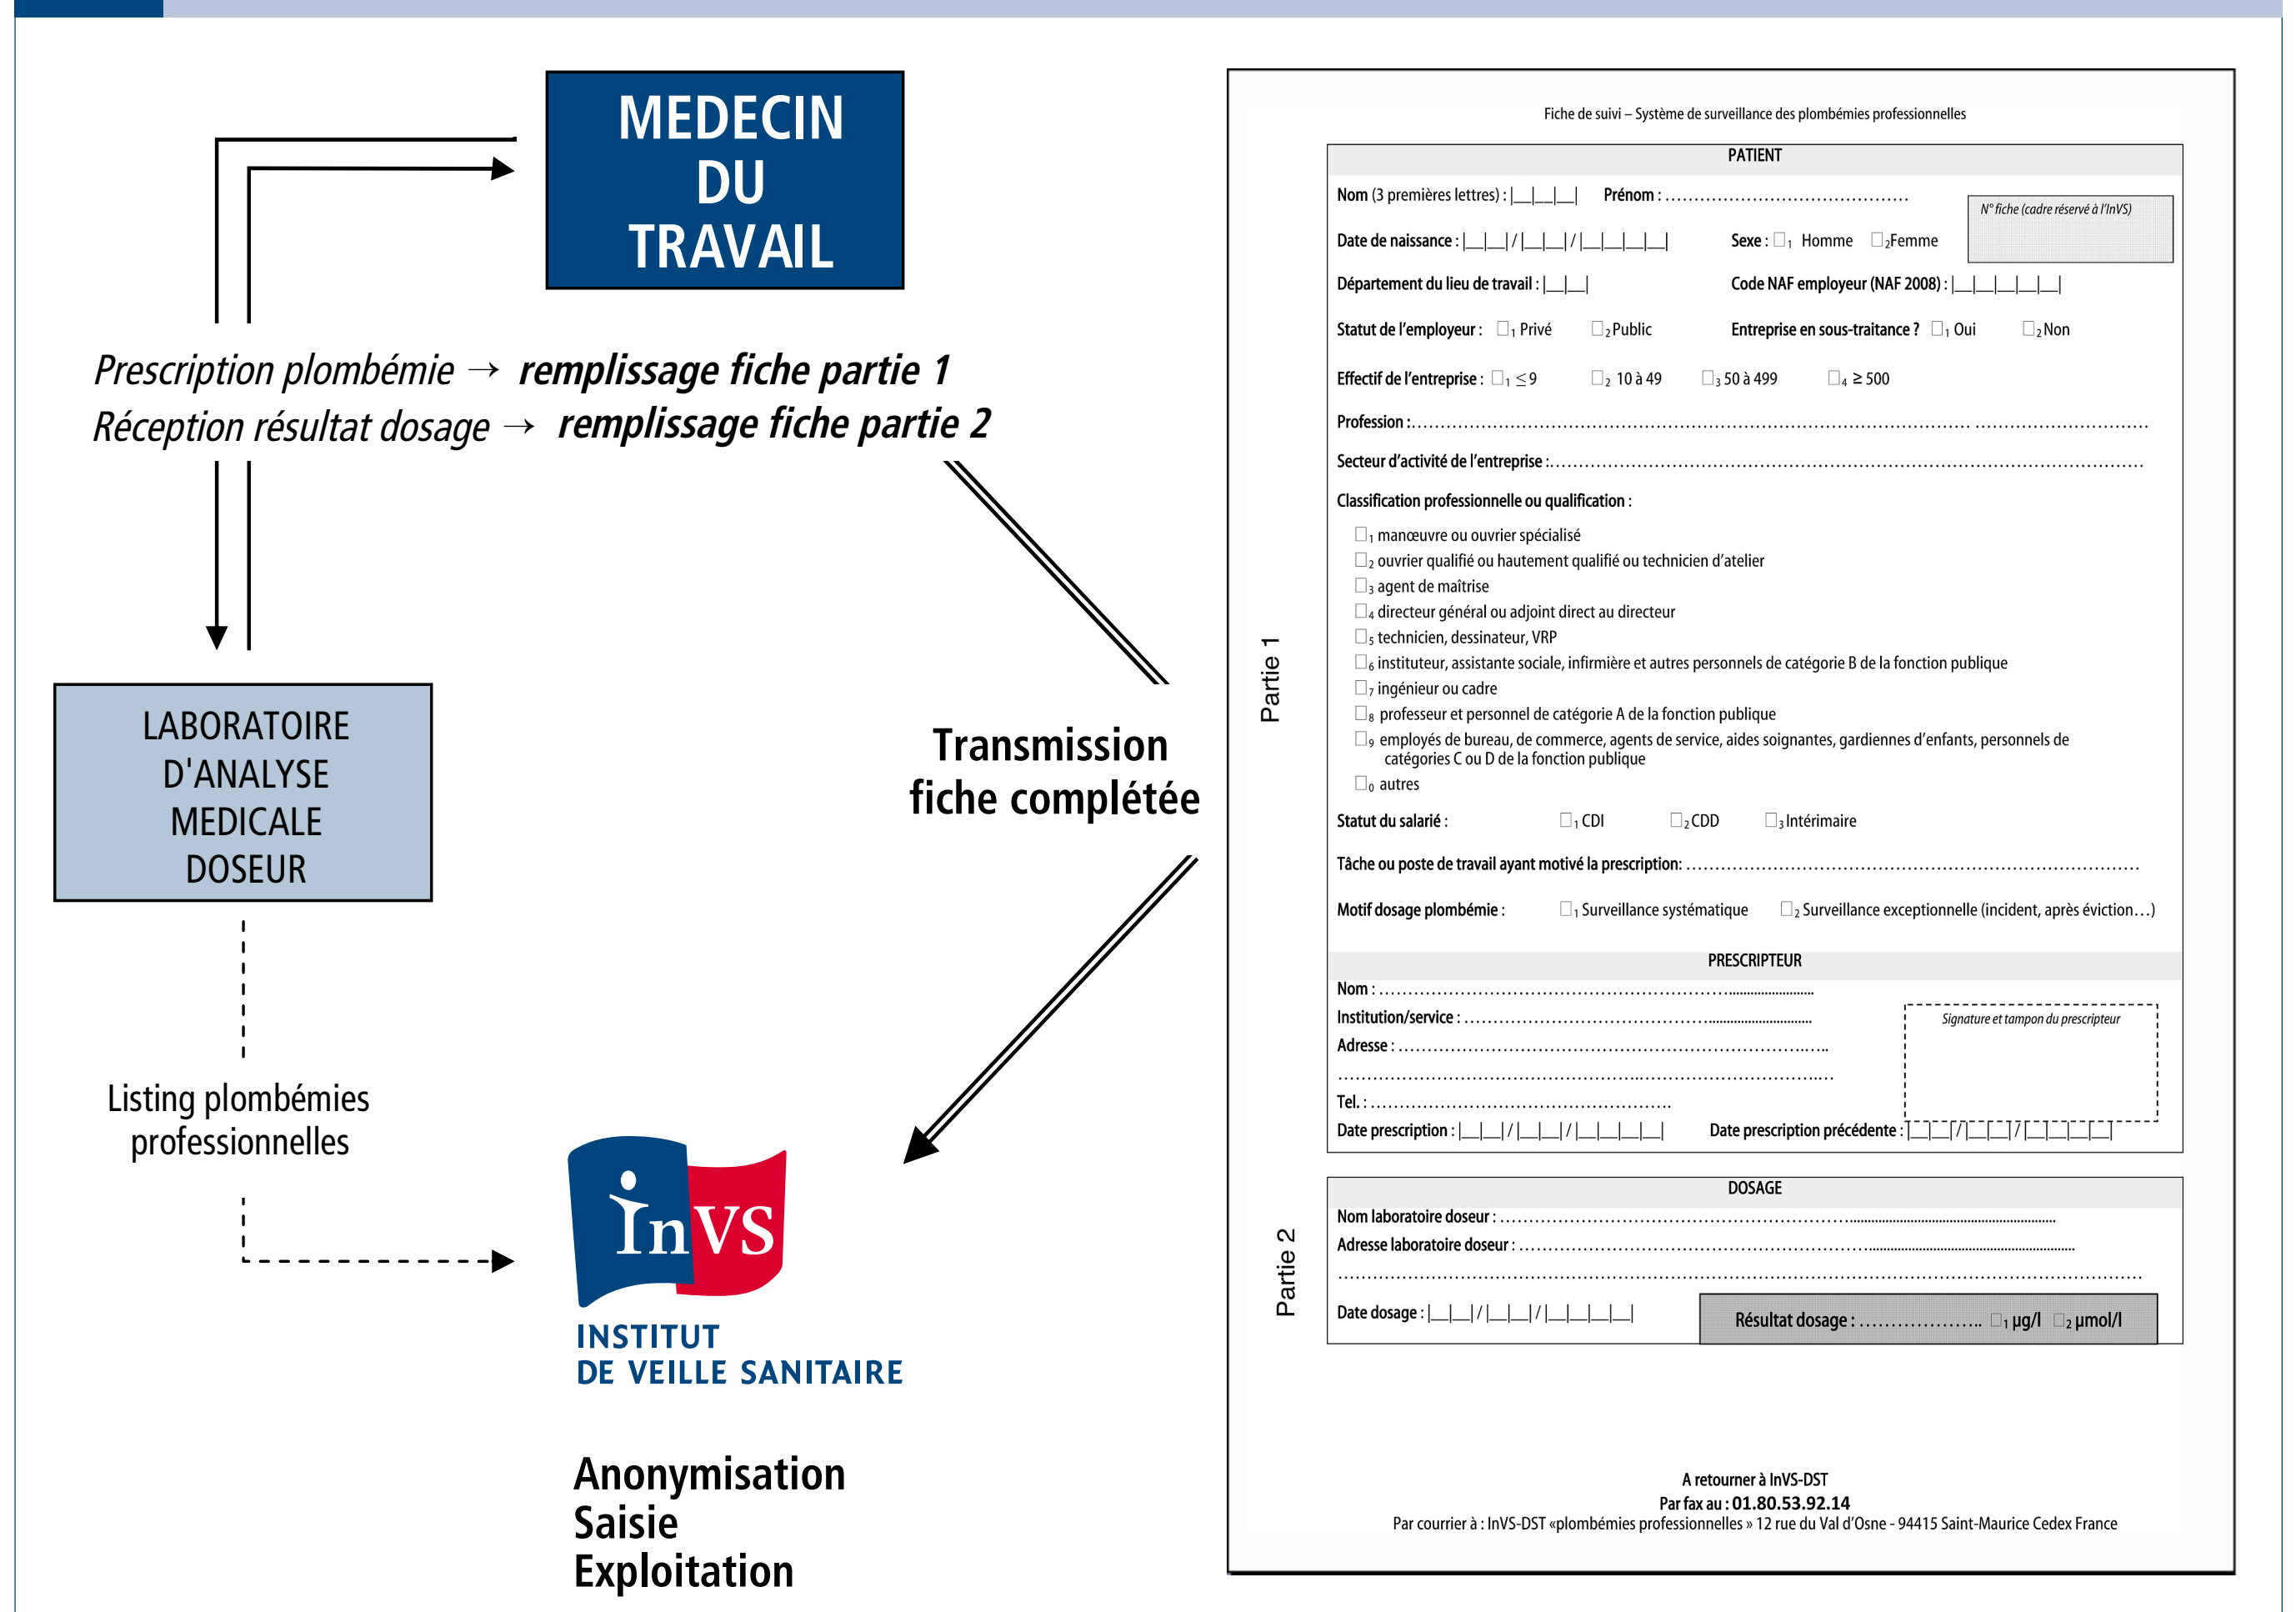 MEDECIN
DU
TRAVAIL
Prescription plombémie → remplissage fiche partie 1
Réception résultat dosage → remplissage fiche partie 2
LABORATOIRE
D'ANALYSE
MEDICALE
DOSEUR
Transmission
fiche complétée
Listing plombémies
professionnelles
InVS
INSTITUT
DE VEILLE SANITAIRE
Anonymisation
Saisie
Exploitation
Fiche de suivi – Système de surveillance des plombémies professionnelles
Partie 1
PATIENT
Nom (3 premières lettres) : |__|__|__| Prénom : ……………………………………
N° fiche (cadre réservé à l'InVS)
Date de naissance : |__|__| / |__|__| / |__|__|__|__| Sexe : □1 Homme □2 Femme
Département du lieu de travail : |__|__| Code NAF employeur (NAF 2008) : |__|__|__|__|__|
Statut de l'employeur : □1 Privé □2 Public Entreprise en sous-traitance ? □1 Oui □2 Non
Effectif de l'entreprise : □1 ≤ 9 □2 10 à 49 □3 50 à 499 □4 ≥ 500
Profession :……………………………………………………………………………………
Secteur d'activité de l'entreprise :……………………………………………………………………
Classification professionnelle ou qualification :
□1 manœuvre ou ouvrier spécialisé
□2 ouvrier qualifié ou hautement qualifié ou technicien d'atelier
□3 agent de maîtrise
□4 directeur général ou adjoint direct au directeur
□5 technicien, dessinateur, VRP
□6 instituteur, assistante sociale, infirmière et autres personnels de catégorie B de la fonction publique
□7 ingénieur ou cadre
□8 professeur et personnel de catégorie A de la fonction publique
□9 employés de bureau, de commerce, agents de service, aides soignantes, gardiennes d'enfants, personnels de
catégories C ou D de la fonction publique
□0 autres
Statut du salarié : □1 CDI □2 CDD □3 Intérimaire
Tâche ou poste de travail ayant motivé la prescription: ……………………………………………………
Motif dosage plombémie : □1 Surveillance systématique □2 Surveillance exceptionnelle (incident, après éviction…)
PRESCRIPTEUR
Nom : ……………………………………………………
Institution/service : ……………………………………………
Signature et tampon du prescripteur
Adresse : ……………………………………………………
……………………………………………………………
Tel. : ……………………………………………
Date prescription : |__|__| / |__|__| / |__|__|__|__| Date prescription précédente : |__|__| / |__|__| / |__|__|__|__|
Partie 2
DOSAGE
Nom laboratoire doseur : ……………………………………………………
Adresse laboratoire doseur : ……………………………………………………
……………………………………………………………………………………
Date dosage : |__|__| / |__|__| / |__|__|__|__| Résultat dosage : ……………….. □1 µg/l □2 µmol/l
A retourner à InVS-DST
Par fax au : 01.80.53.92.14
Par courrier à : InVS-DST «plombémies professionnelles » 12 rue du Val d'Osne - 94415 Saint-Maurice Cedex France